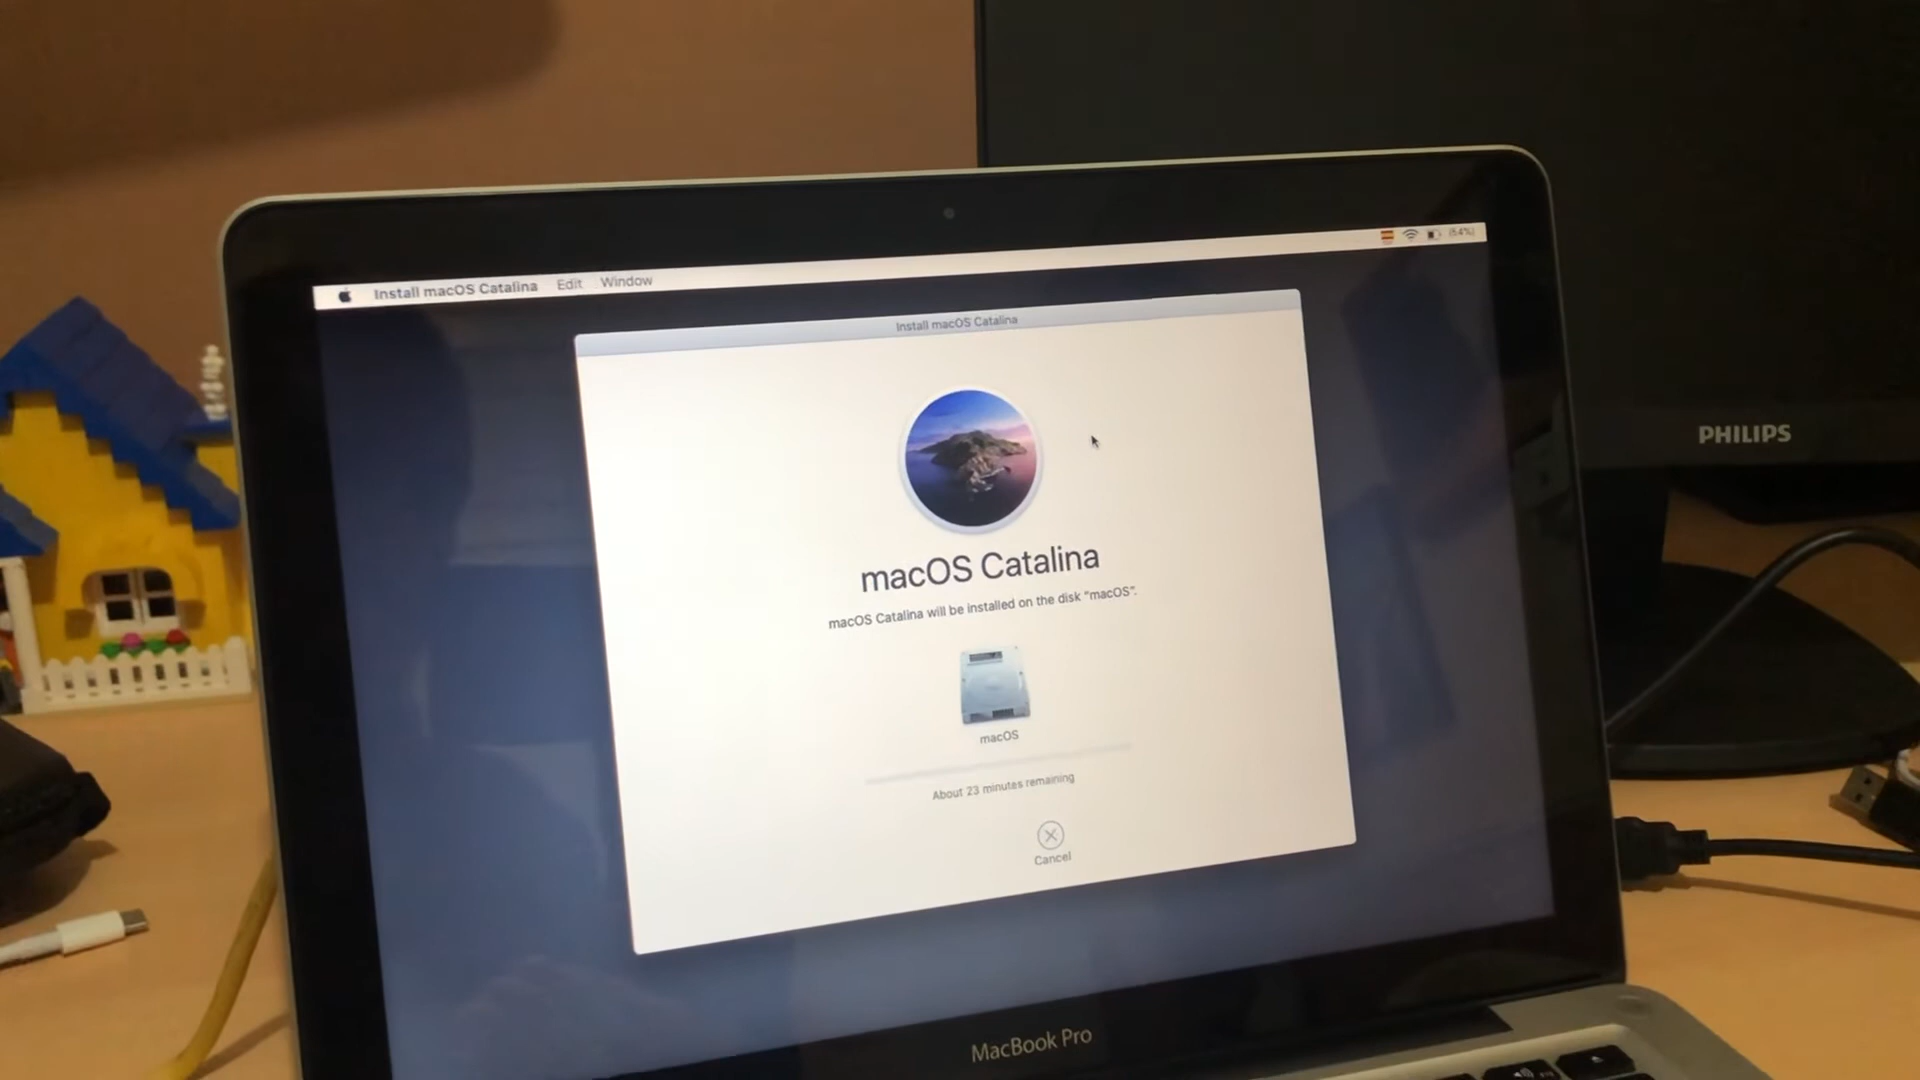 Install macOS Catalina Edit Window (54%)
Install macOS Catalina
macOS Catalina
macOS Catalina will be installed on the disk "macOS".
macOS
About 23 minutes remaining
Cancel
PHILIPS
MacBook Pro